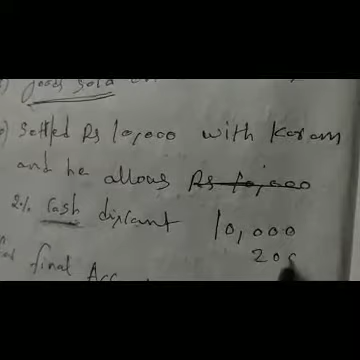 goods sold
Settled Rs 10,000 with Karam
and he allows Rs 10,000
2% Cash discount 10,000
200
final Acc